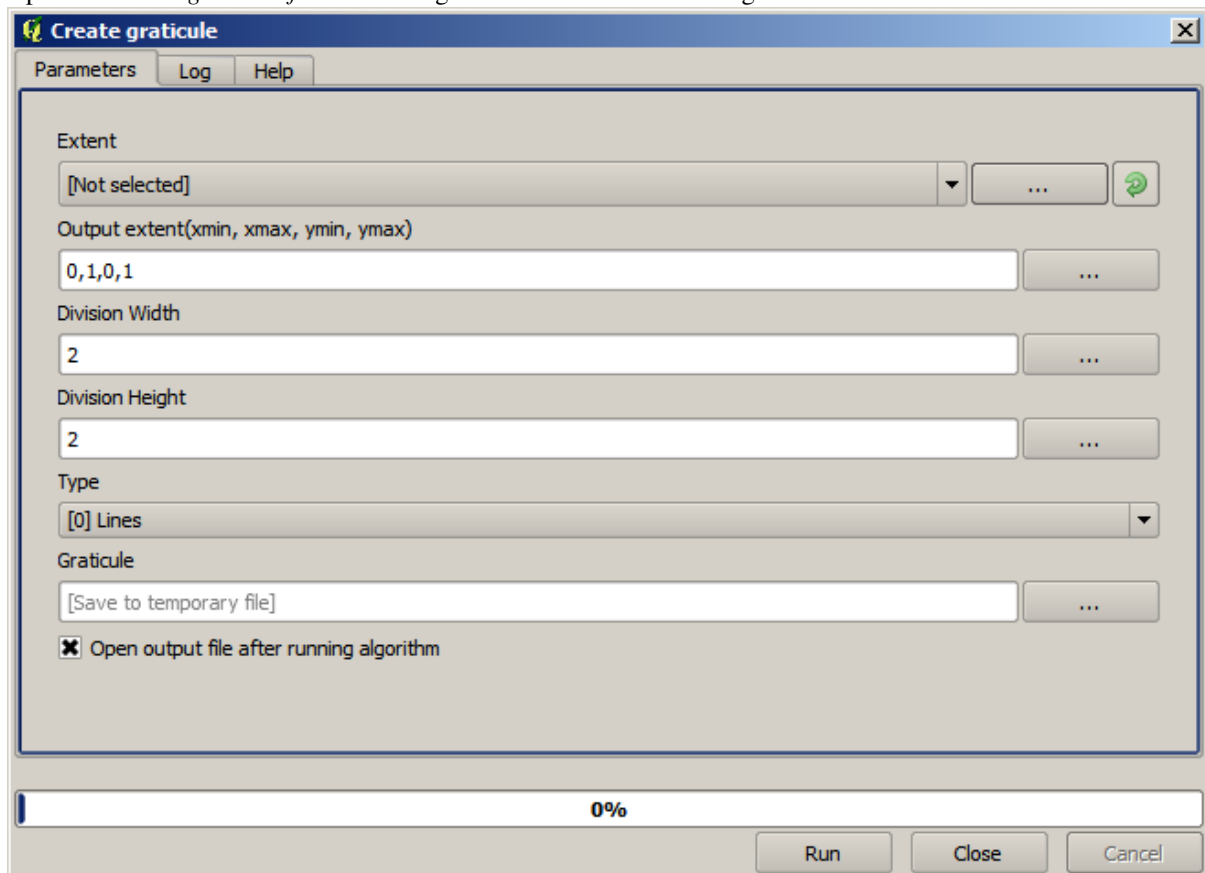 Create graticule
Parameters Log Help
Extent
[Not selected] ...
Output extent(xmin, xmax, ymin, ymax)
0,1,0,1 ...
Division Width
2 ...
Division Height
2 ...
Type
[0] Lines
Graticule
[Save to temporary file] ...
Open output file after running algorithm
0%
Run Close Cancel